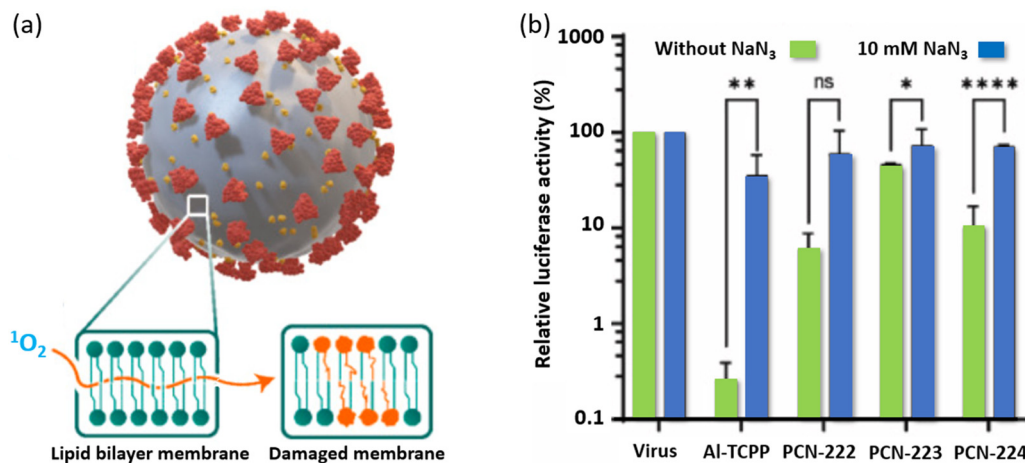 (a)
¹O₂
Lipid bilayer membrane
Damaged membrane
(b)
Relative luciferase activity (%)
1000
100
10
1
0.1
Without NaN₃
10 mM NaN₃
**
ns
*
****
Virus
Al-TCPP
PCN-222
PCN-223
PCN-224